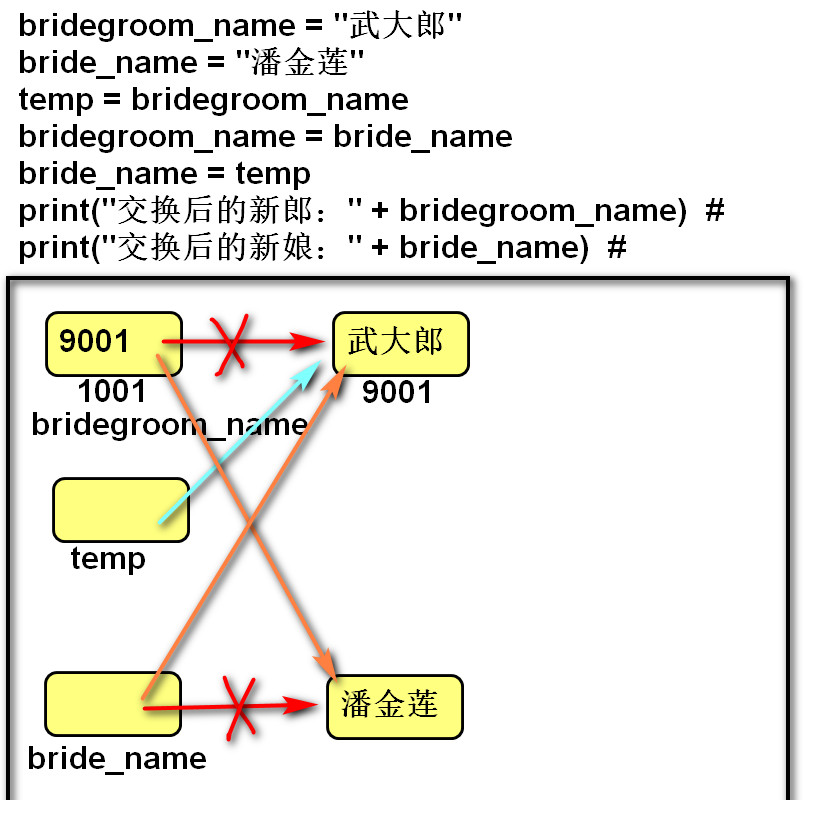 bridegroom_name = "武大郎"
bride_name = "潘金莲"
temp = bridegroom_name
bridegroom_name = bride_name
bride_name = temp
print("交换后的新郎：" + bridegroom_name)  #
print("交换后的新娘：" + bride_name)  #
9001
武大郎
1001
9001
bridegroom_name
temp
潘金莲
bride_name